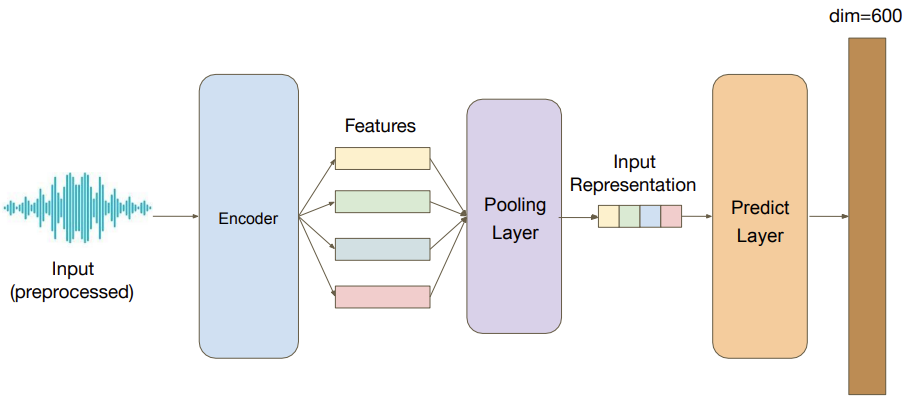 dim=600
Features
Input
Representation
Encoder
Pooling
Layer
Predict
Layer
Input
(preprocessed)